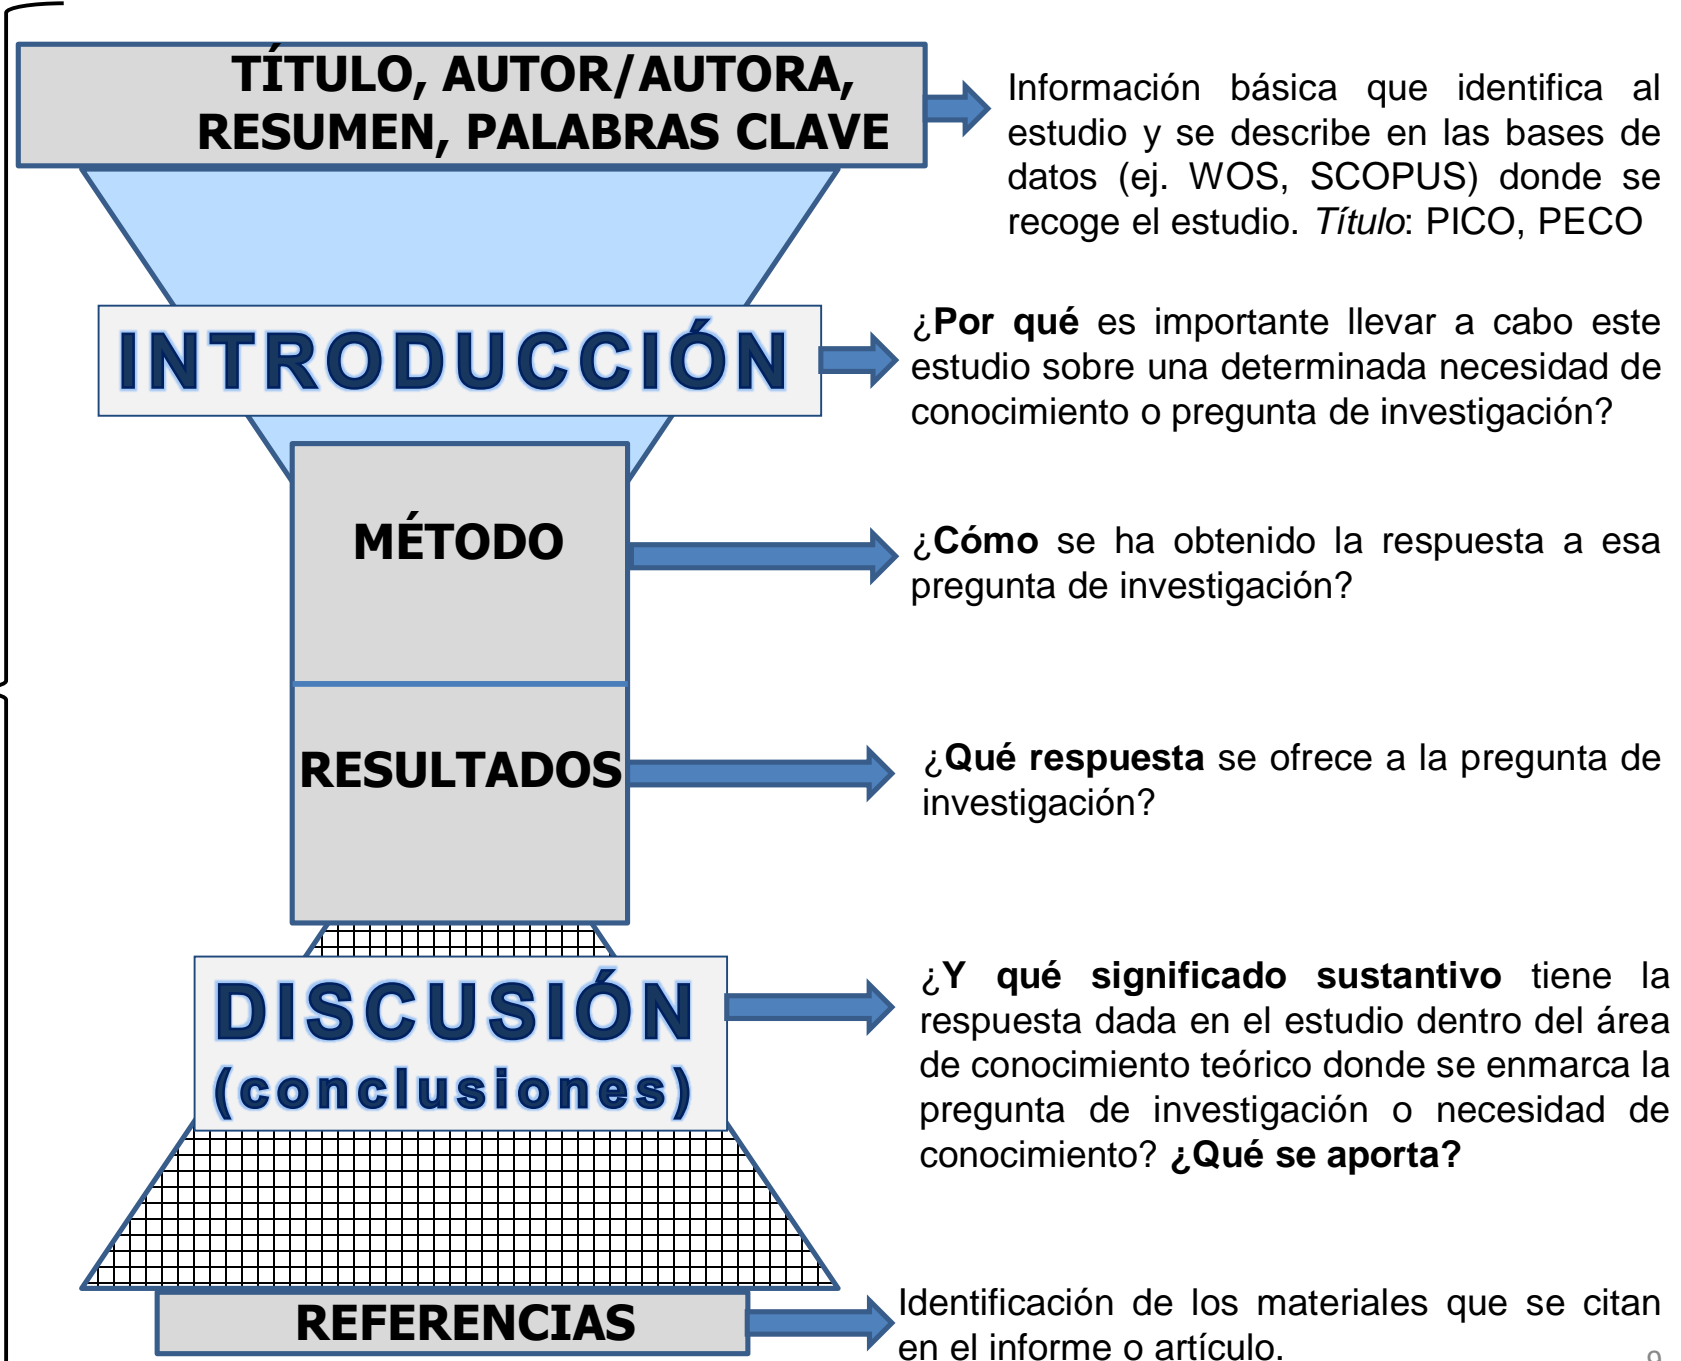 TÍTULO, AUTOR/AUTORA,
RESUMEN, PALABRAS CLAVE
Información básica que identifica al
estudio y se describe en las bases de
datos (ej. WOS, SCOPUS) donde se
recoge el estudio. Título: PICO, PECO
INTRODUCCIÓN
¿Por qué es importante llevar a cabo este
estudio sobre una determinada necesidad de
conocimiento o pregunta de investigación?
MÉTODO
¿Cómo se ha obtenido la respuesta a esa
pregunta de investigación?
RESULTADOS
¿Qué respuesta se ofrece a la pregunta de
investigación?
DISCUSIÓN
(conclusiones)
¿Y qué significado sustantivo tiene la
respuesta dada en el estudio dentro del área
de conocimiento teórico donde se enmarca la
pregunta de investigación o necesidad de
conocimiento? ¿Qué se aporta?
REFERENCIAS
Identificación de los materiales que se citan
en el informe o artículo.
9